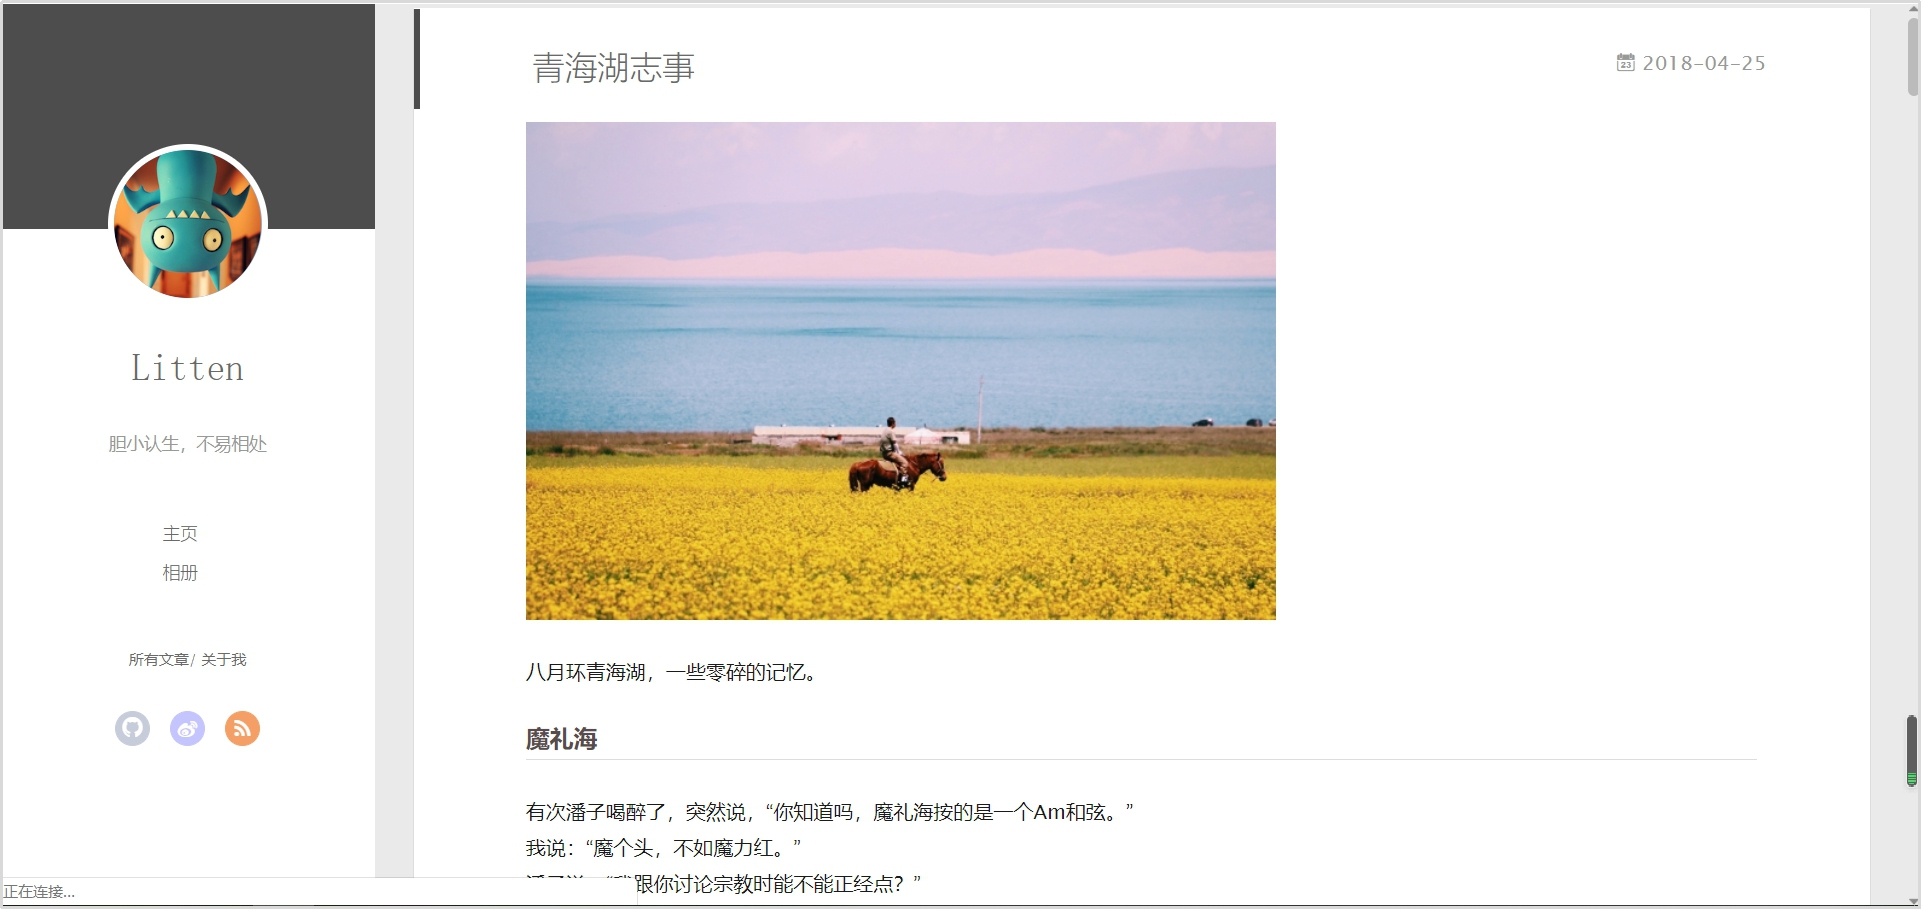 青海湖志事
2018-04-25
Litten
胆小认生，不易相处
主页
相册
所有文章/ 关于我
八月环青海湖，一些零碎的记忆。
魔礼海
有次潘子喝醉了，突然说，“你知道吗，魔礼海按的是一个Am和弦。”
我说：“魔个头，不如魔力红。”
跟你讨论宗教时能不能正经点？”
正在连接...